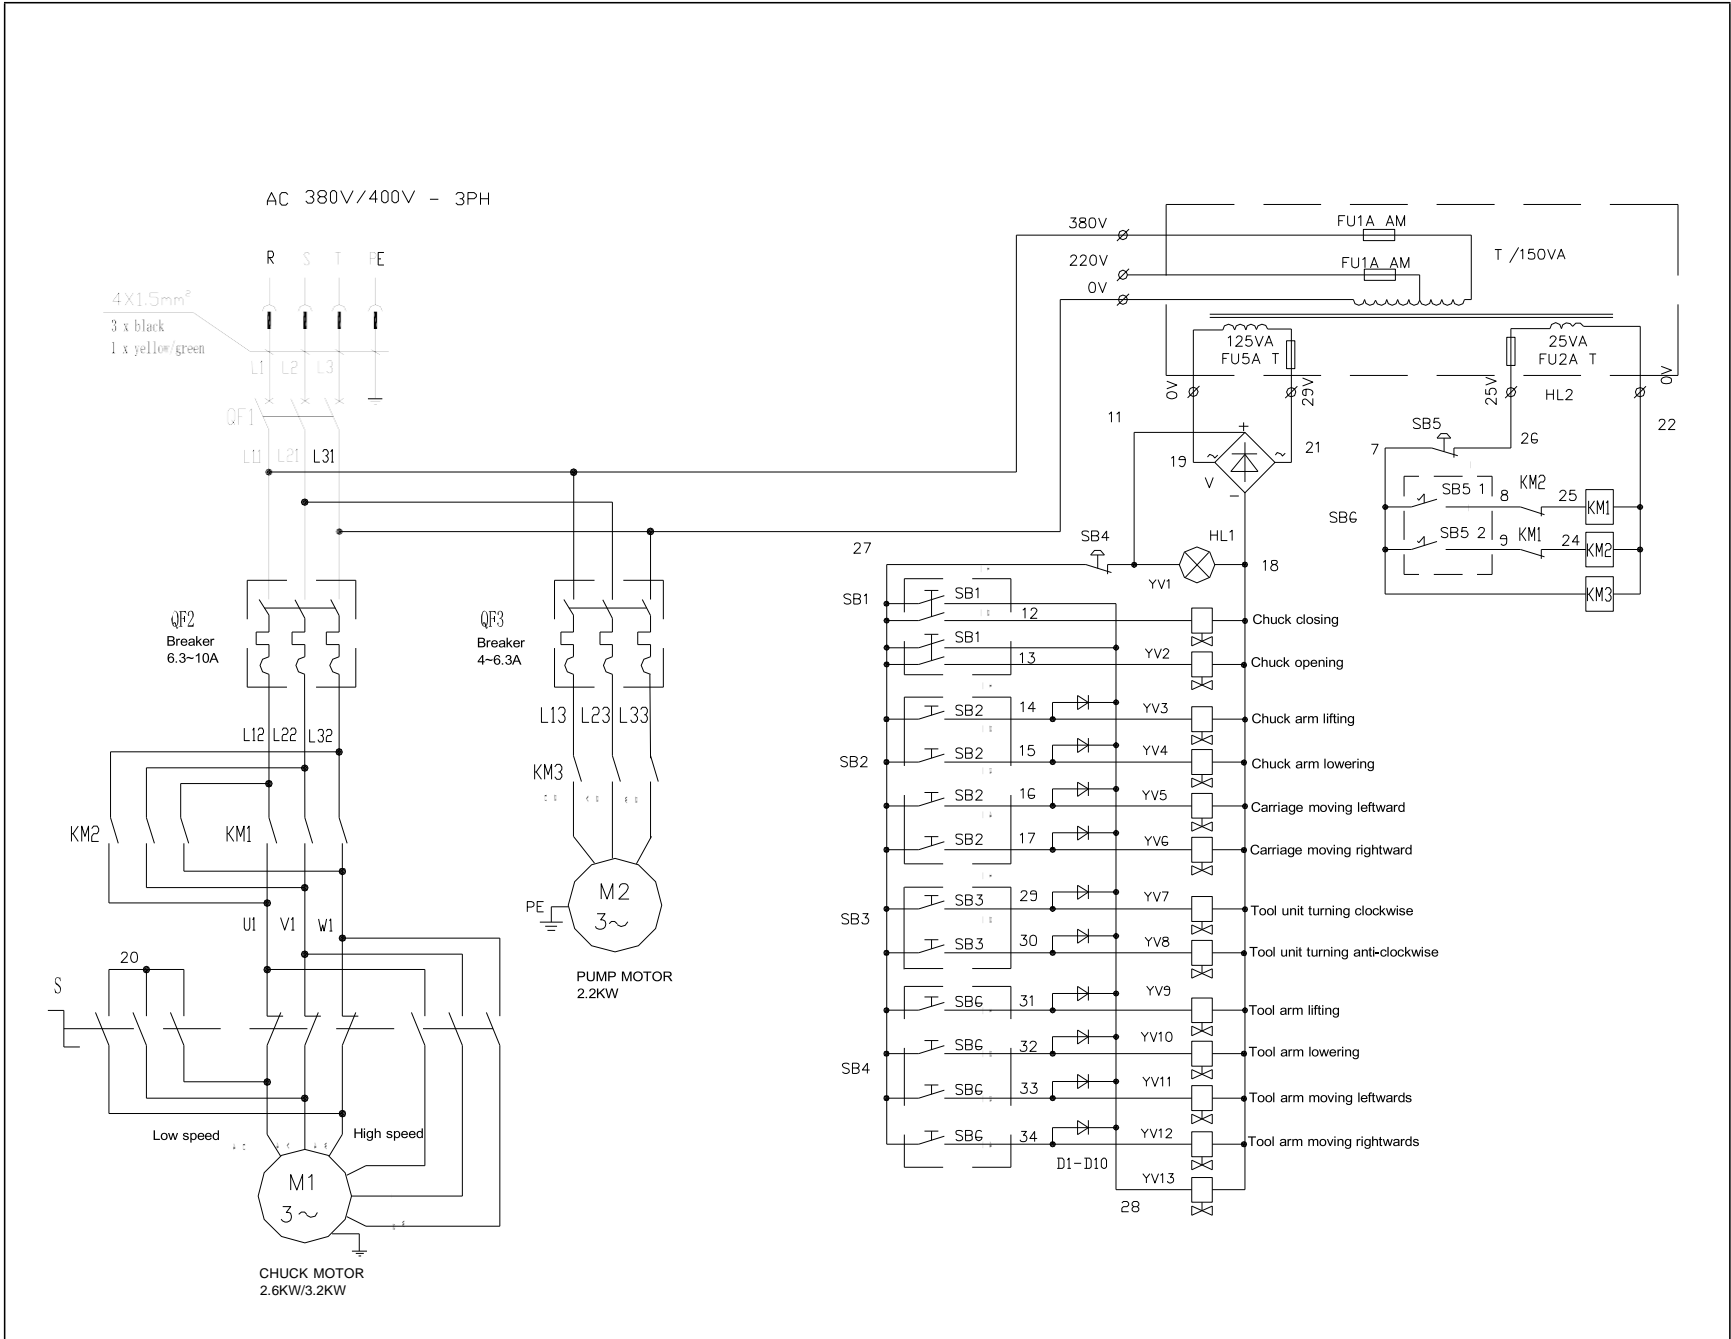 AC 380V/400V - 3PH
R S T PE
4X1.5mm²
3 x black
1 x yellow/green
L1 L2 L3
QF1
L11 L21 L31
QF2
Breaker
6.3~10A
QF3
Breaker
4~6.3A
L12 L22 L32
L13 L23 L33
KM3
KM2
KM1
M2
3~
PE
PUMP MOTOR
2.2KW
U1 V1 W1
20
S
Low speed
High speed
M1
3~
CHUCK MOTOR
2.6KW/3.2KW
380V
220V
0V
FU1A AM
FU1A AM
T /150VA
125VA
FU5A T
25VA
FU2A T
0V
29V
25V
0V
HL2
11
19
21
V
+
-
~
~
SB5
7
26
22
SB6
SB5 1
8
KM2
25
KM1
SB5 2
9
KM1
24
KM2
KM3
27
SB4
HL1
18
YV1
SB1
SB1
12
Chuck closing
SB1
13
YV2
Chuck opening
SB2
SB2
14
YV3
Chuck arm lifting
SB2
15
YV4
Chuck arm lowering
SB2
16
YV5
Carriage moving leftward
SB2
17
YV6
Carriage moving rightward
SB3
SB3
29
YV7
Tool unit turning clockwise
SB3
30
YV8
Tool unit turning anti-clockwise
SB4
SB6
31
YV9
Tool arm lifting
SB6
32
YV10
Tool arm lowering
SB6
33
YV11
Tool arm moving leftwards
SB6
34
YV12
Tool arm moving rightwards
D1-D10
YV13
28